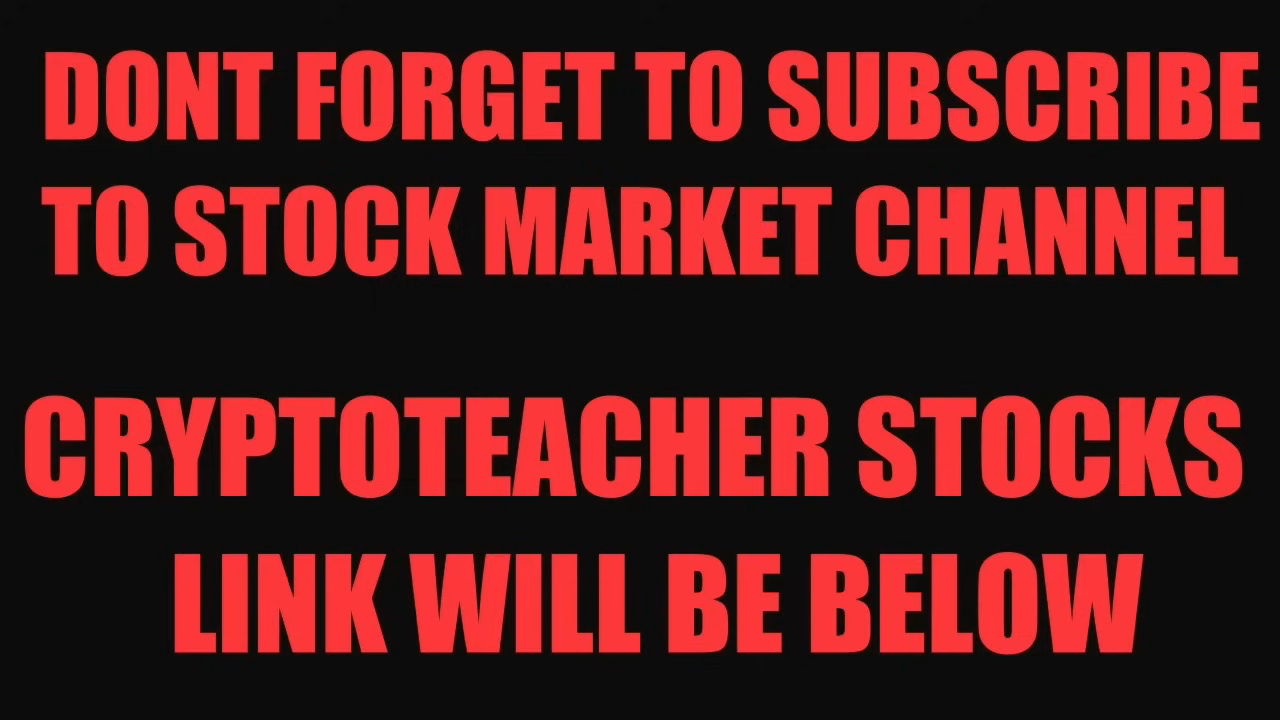 DONT FORGET TO SUBSCRIBE
TO STOCK MARKET CHANNEL
CRYPTOTEACHER STOCKS
LINK WILL BE BELOW